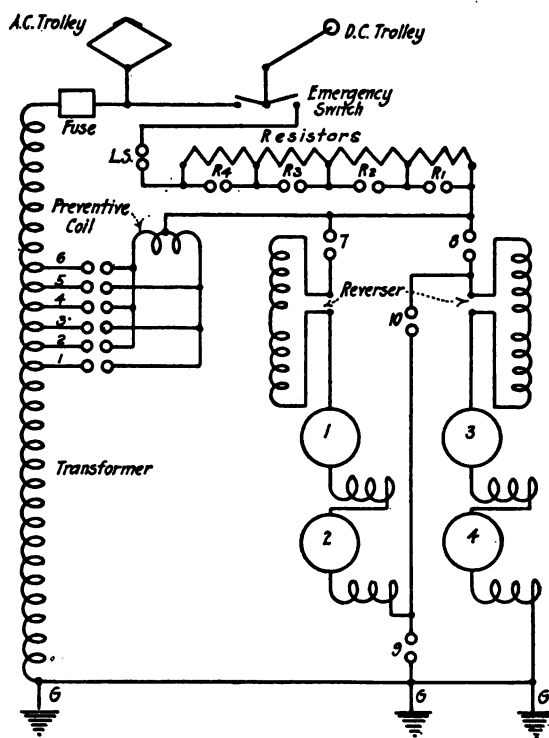 A.C. Trolley
D.C. Trolley
Emergency
Switch
Fuse
Resistors
L.S.
R4 R3 R2 R1
Preventive
Coil
6
5
4
3
2
1
7
8
Reverser
10
1
3
Transformer
2
4
9
G
G
G